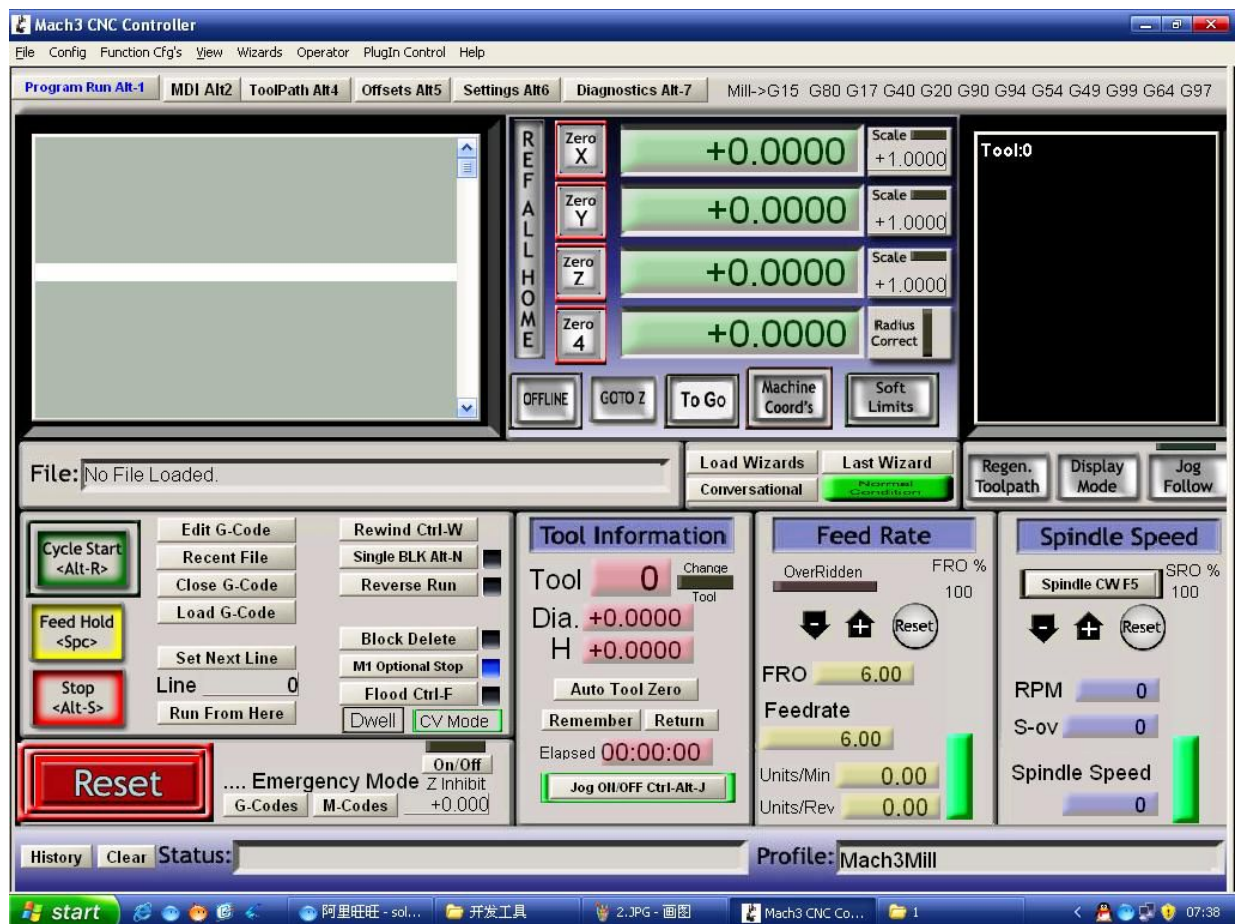 Mach3 CNC Controller
File Config Function Cfg's View Wizards Operator PlugIn Control Help
Program Run Alt-1 MDI Alt2 ToolPath Alt4 Offsets Alt5 Settings Alt6 Diagnostics Alt-7 Mill->G15 G80 G17 G40 G20 G90 G94 G54 G49 G99 G64 G97
REF ALL HOME
Zero X +0.0000 Scale +1.0000
Zero Y +0.0000 Scale +1.0000
Zero Z +0.0000 Scale +1.0000
Zero 4 +0.0000 Radius Correct
Tool:0
OFFLINE GOTO Z To Go Machine Coord's Soft Limits
File: No File Loaded.
Load Wizards Last Wizard
Conversational Normal Condition
Regen. Toolpath Display Mode Jog Follow
Cycle Start <Alt-R>
Feed Hold <Spc>
Stop <Alt-S>
Edit G-Code
Recent File
Close G-Code
Load G-Code
Set Next Line
Line 0
Run From Here
Rewind Ctrl-W
Single BLK Alt-N
Reverse Run
Block Delete
M1 Optional Stop
Flood Ctrl-F
Dwell CV Mode
Reset
.... Emergency Mode
G-Codes M-Codes
On/Off
Z Inhibit
+0.000
Tool Information
Tool 0 Change Tool
Dia. +0.0000
H +0.0000
Auto Tool Zero
Remember Return
Elapsed 00:00:00
Jog ON/OFF Ctrl-Alt-J
Feed Rate
OverRidden FRO %
100
Reset
FRO 6.00
Feedrate
6.00
Units/Min 0.00
Units/Rev 0.00
Spindle Speed
Spindle CW F5 SRO %
100
Reset
RPM 0
S-ov 0
Spindle Speed
0
History Clear Status: Profile: Mach3Mill
start 阿里旺旺 - sol... 开发工具 2.JPG - 画图 Mach3 CNC Co... 1 07:38